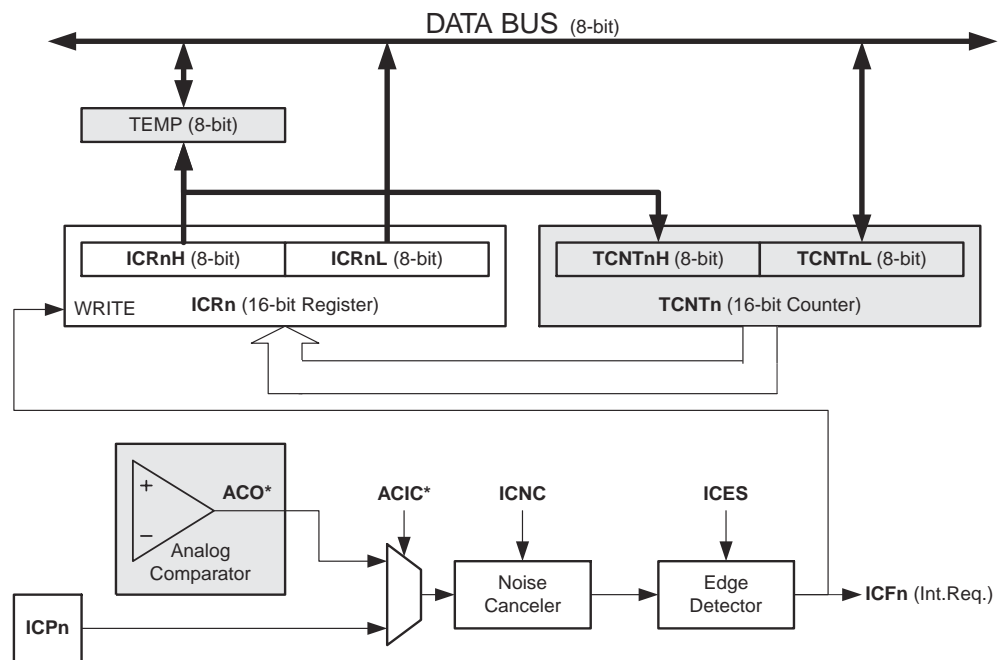 DATA BUS (8-bit)
TEMP (8-bit)
ICRnH (8-bit)
ICRnL (8-bit)
TCNTnH (8-bit)
TCNTnL (8-bit)
WRITE
ICRn (16-bit Register)
TCNTn (16-bit Counter)
+
−
ACO*
Analog
Comparator
ACIC*
ICNC
ICES
Noise
Canceler
Edge
Detector
ICFn (Int.Req.)
ICPn